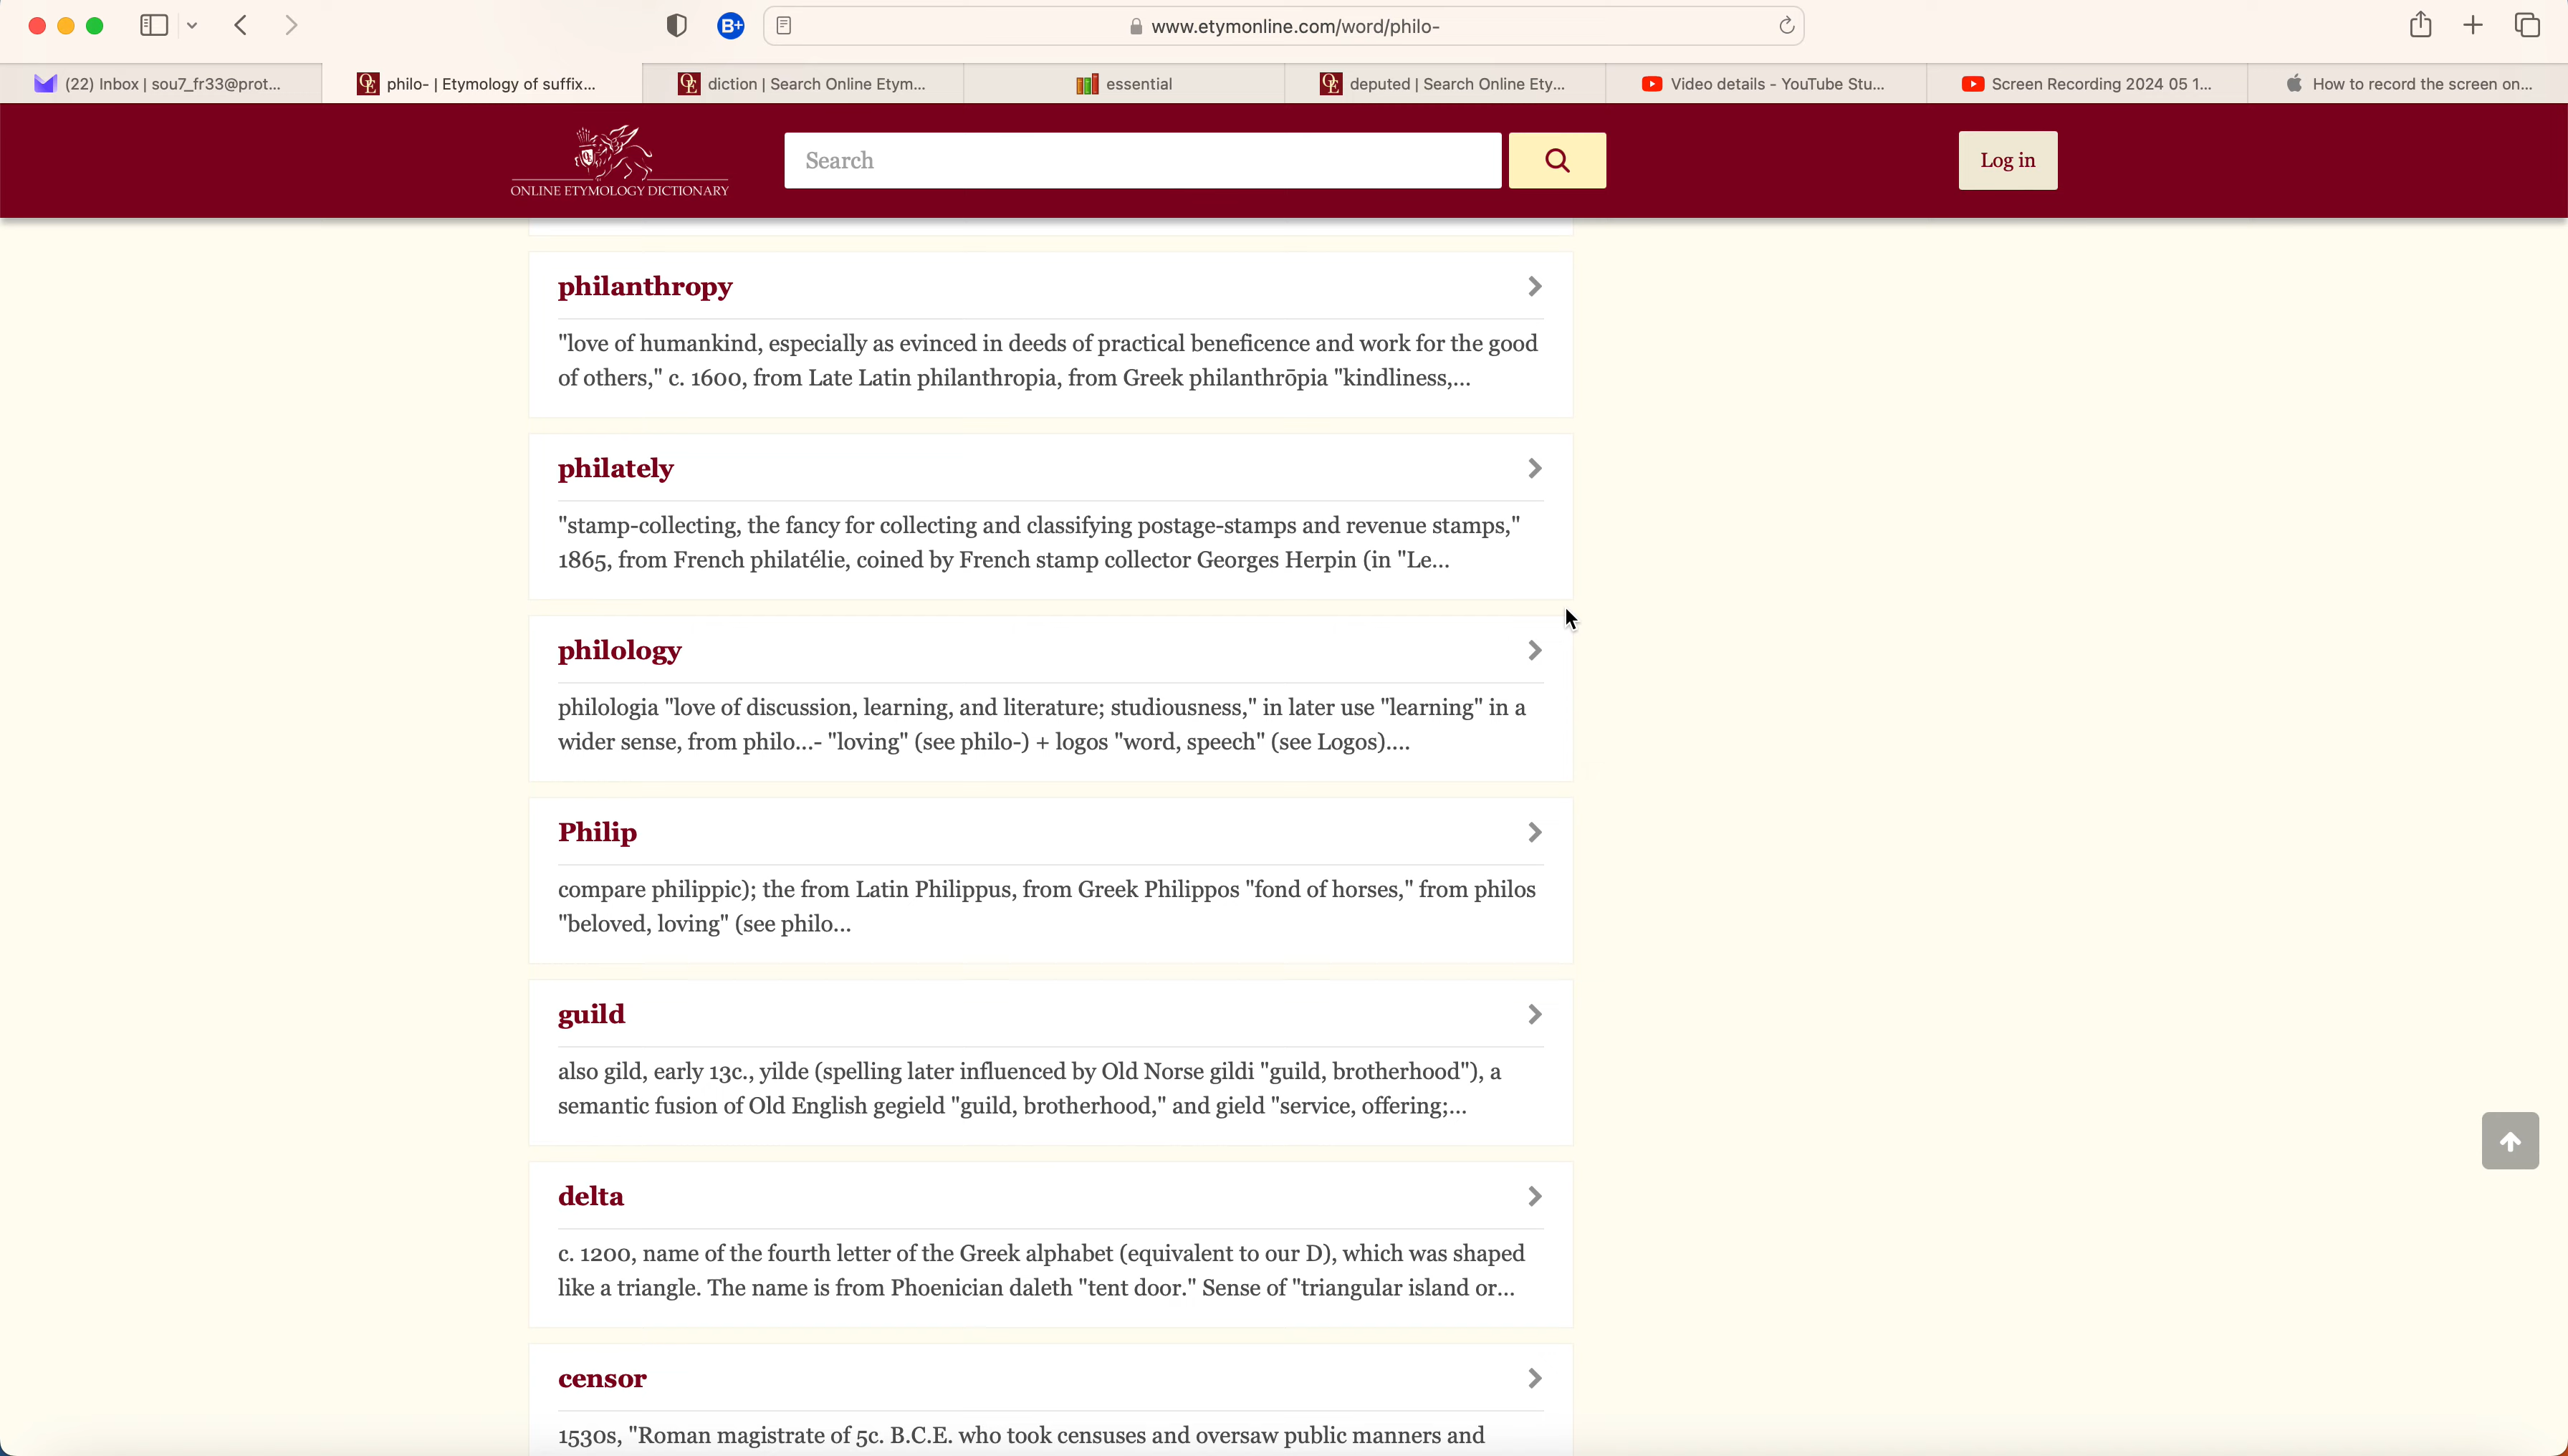 B+
www.etymonline.com/word/philo-
(22) Inbox | sou7_fr33@prot...
philo- | Etymology of suffix...
diction | Search Online Etym...
essential
deputed | Search Online Ety...
Video details - YouTube Stu...
Screen Recording 2024 05 1...
How to record the screen on...
ONLINE ETYMOLOGY DICTIONARY
Search
Log in
philanthropy
"love of humankind, especially as evinced in deeds of practical beneficence and work for the good
of others," c. 1600, from Late Latin philanthropia, from Greek philanthrōpia "kindliness,...
philately
"stamp-collecting, the fancy for collecting and classifying postage-stamps and revenue stamps,"
1865, from French philatélie, coined by French stamp collector Georges Herpin (in "Le...
philology
philologia "love of discussion, learning, and literature; studiousness," in later use "learning" in a
wider sense, from philo...- "loving" (see philo-) + logos "word, speech" (see Logos)....
Philip
compare philippic); the from Latin Philippus, from Greek Philippos "fond of horses," from philos
"beloved, loving" (see philo...
guild
also gild, early 13c., yilde (spelling later influenced by Old Norse gildi "guild, brotherhood"), a
semantic fusion of Old English gegield "guild, brotherhood," and gield "service, offering;...
delta
c. 1200, name of the fourth letter of the Greek alphabet (equivalent to our D), which was shaped
like a triangle. The name is from Phoenician daleth "tent door." Sense of "triangular island or...
censor
1530s, "Roman magistrate of 5c. B.C.E. who took censuses and oversaw public manners and